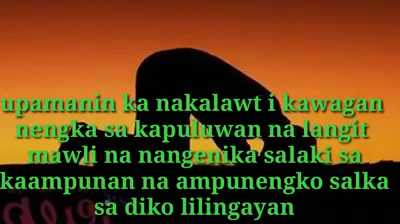 upamanin ka nakalawt i kawagan
nengka sa kapuluwan na langit
mawli na nangenika salaki sa
kaampunan na ampunengko salka
sa diko lilingayan